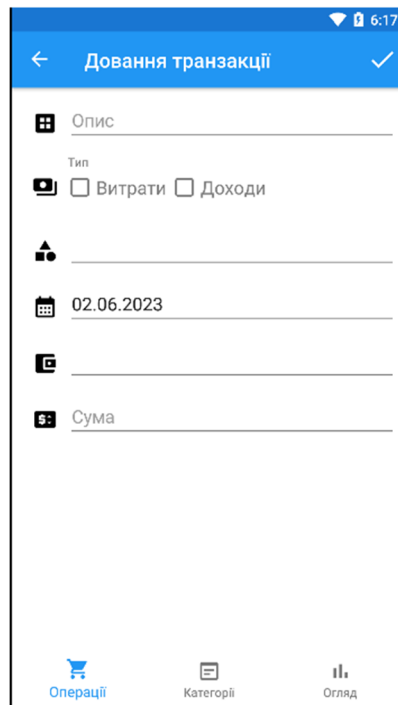 6:17
Довання транзакції
Опис
Тип
Витрати Доходи
02.06.2023
Сума
Операції Категорії Огляд